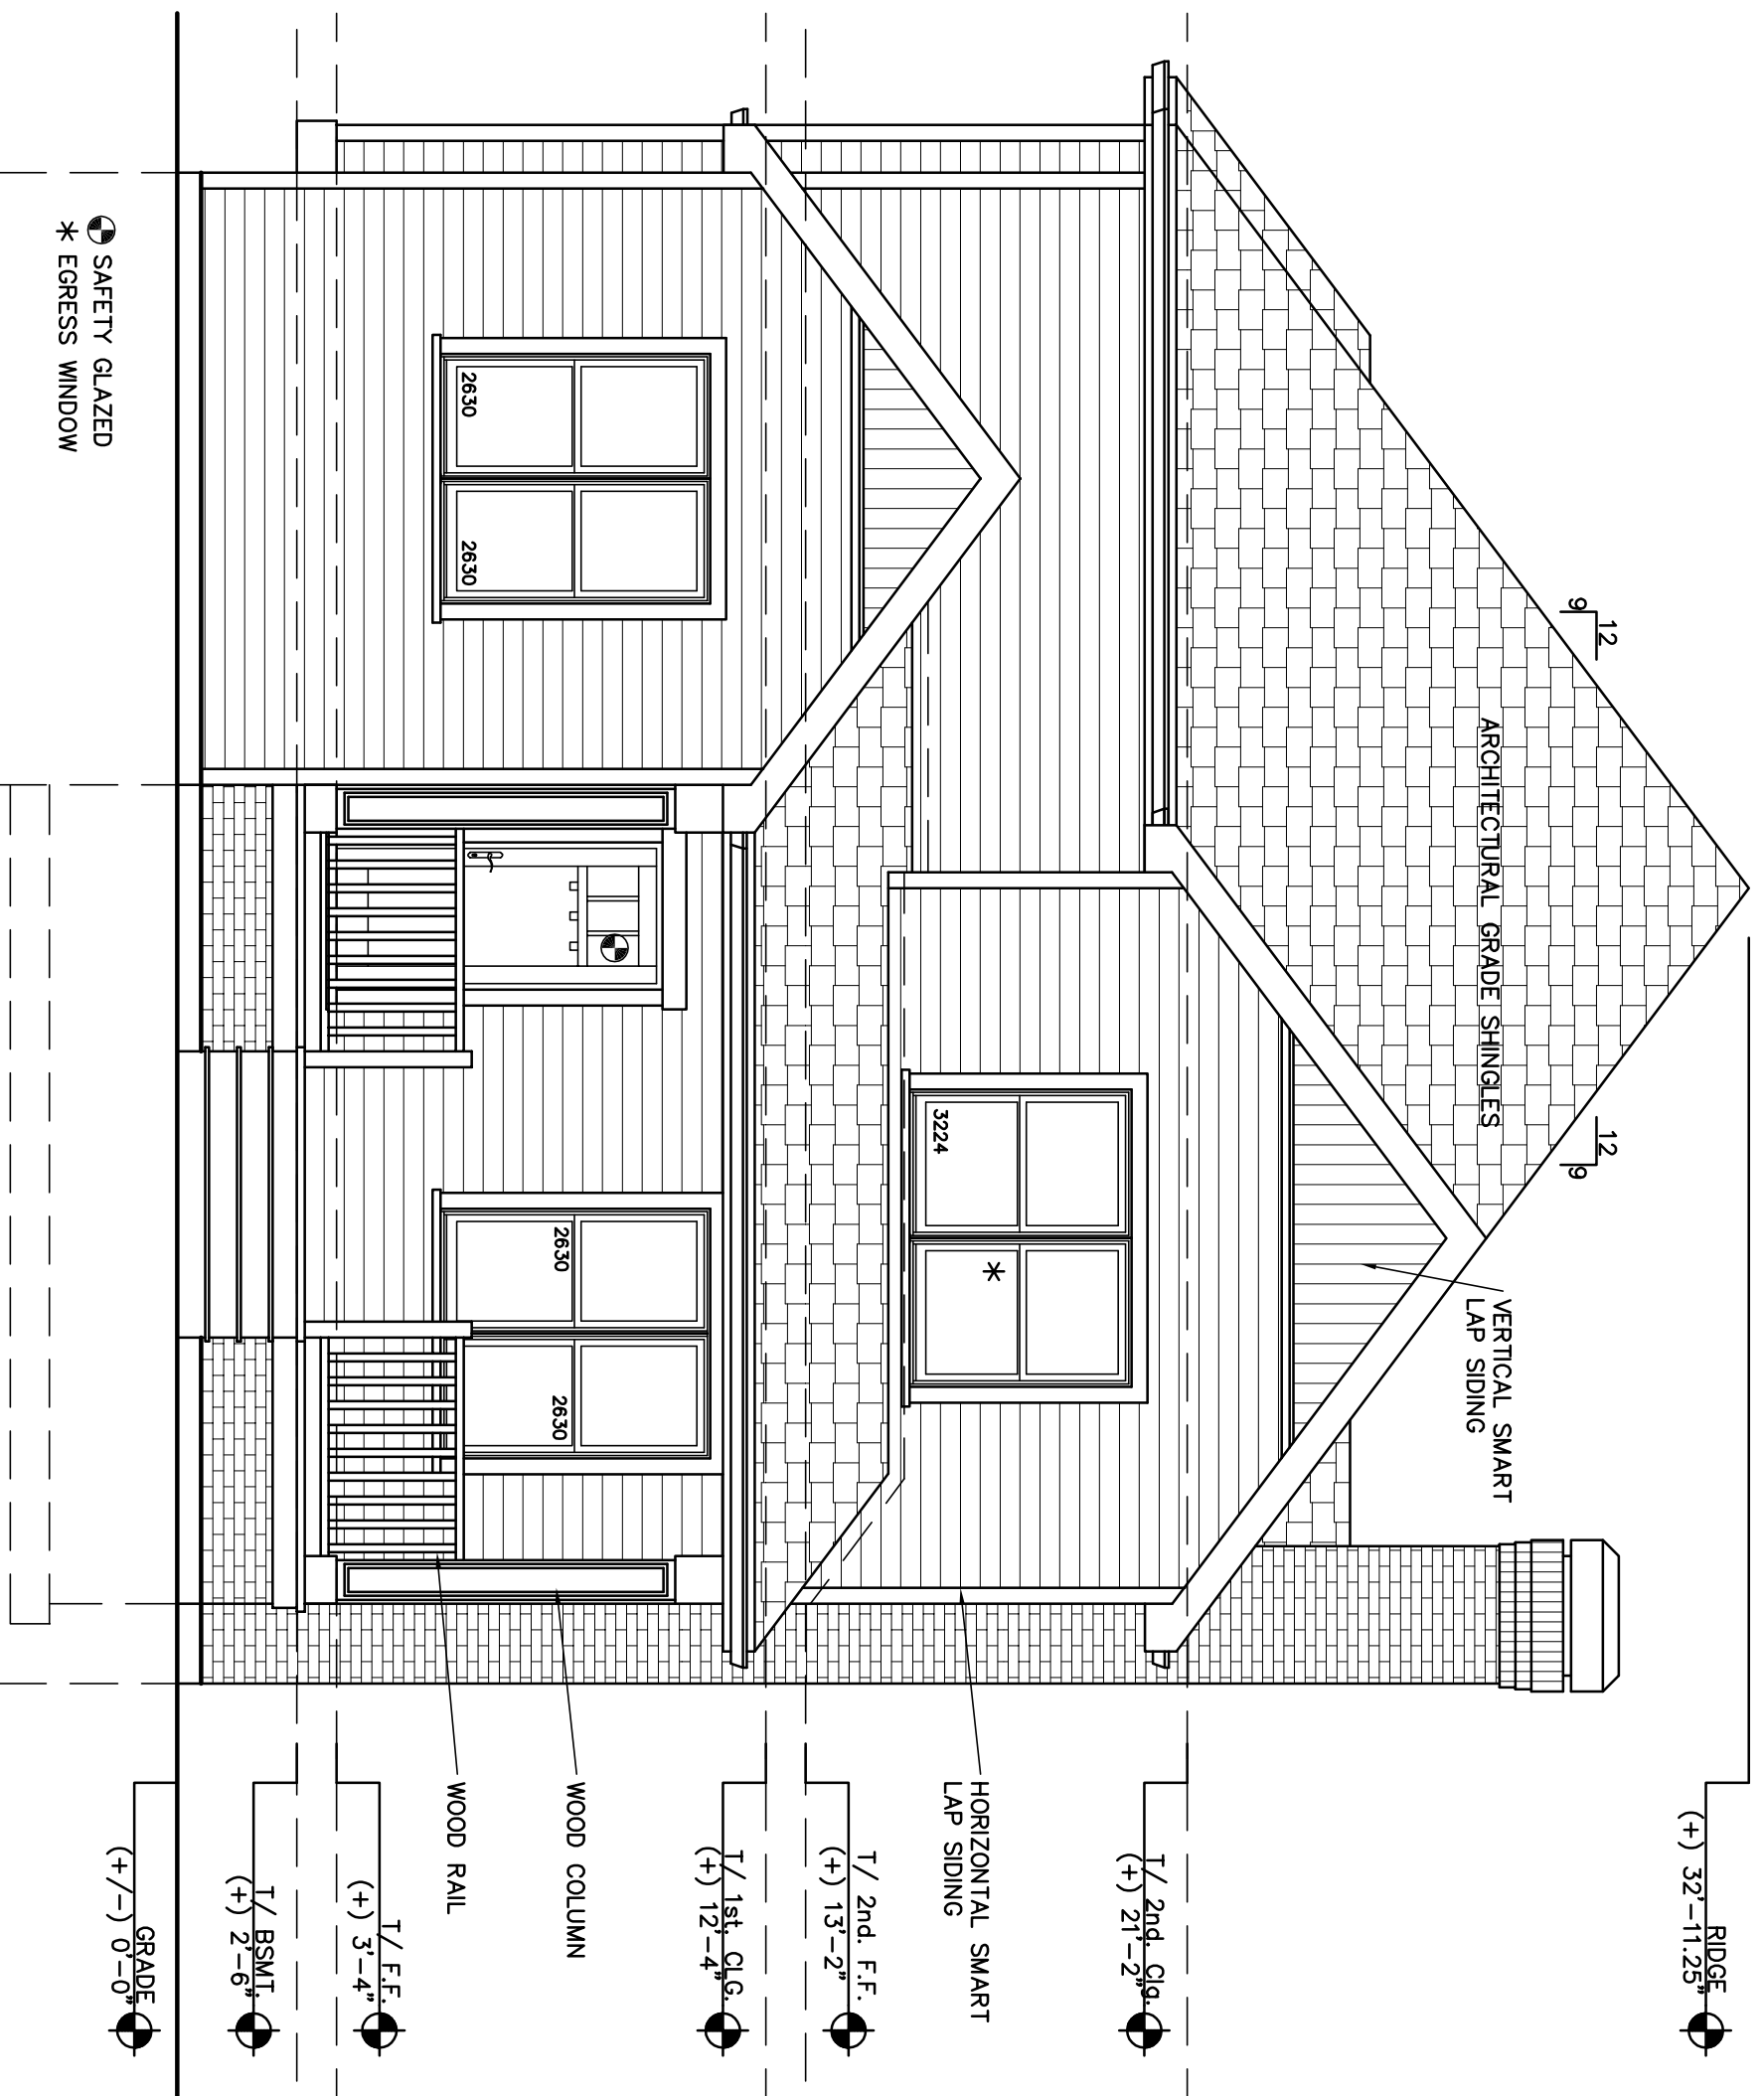 RIDGE
(+) 32'-11.25"
12
9
12
9
ARCHITECTURAL GRADE SHINGLES
VERTICAL SMART
LAP SIDING
T/ 2nd. Clg.
(+) 21'-2"
HORIZONTAL SMART
LAP SIDING
3224
*
T/ 2nd. F.F.
(+) 13'-2"
T/ 1st. CLG.
(+) 12'-4"
2630
2630
2630
2630
WOOD COLUMN
WOOD RAIL
T/ F.F.
(+) 3'-4"
T/ BSMT.
(+) 2'-6"
GRADE
(+/-) 0'-0"
SAFETY GLAZED
* EGRESS WINDOW